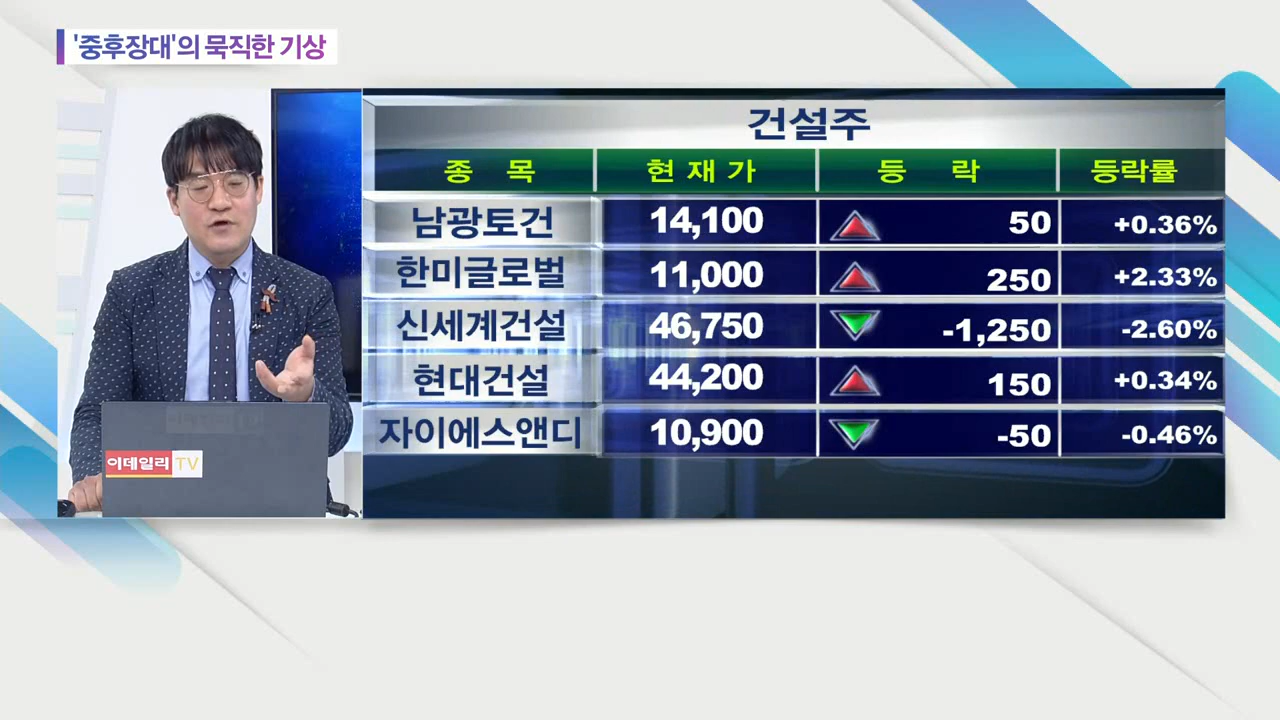 '중후장대'의 묵직한 기상
건설주
종 목 현 재 가 등 락 등락률
남광토건 14,100 50 +0.36%
한미글로벌 11,000 250 +2.33%
신세계건설 46,750 -1,250 -2.60%
현대건설 44,200 150 +0.34%
자이에스앤디 10,900 -50 -0.46%
이데일리 TV